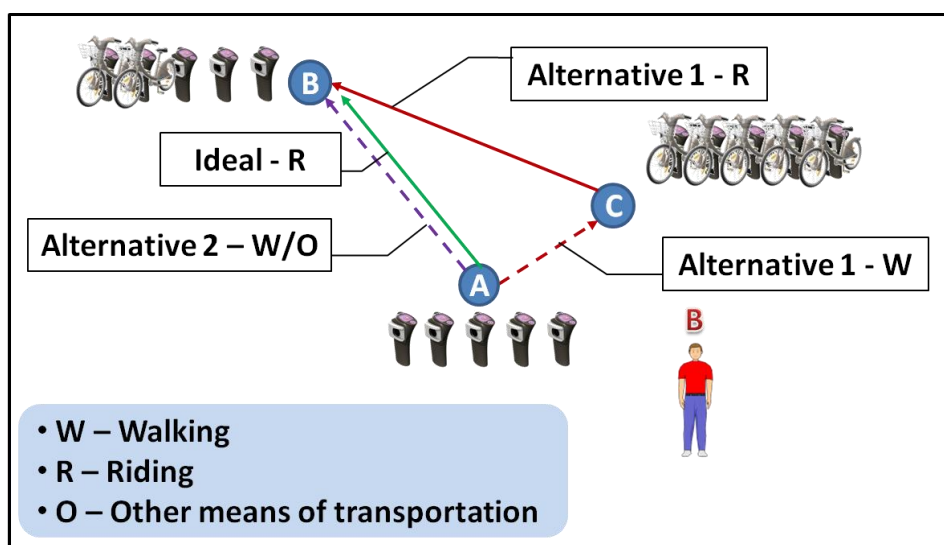 B
Alternative 1 - R
Ideal - R
C
Alternative 2 – W/O
A
Alternative 1 - W
B
• W – Walking
• R – Riding
• O – Other means of transportation